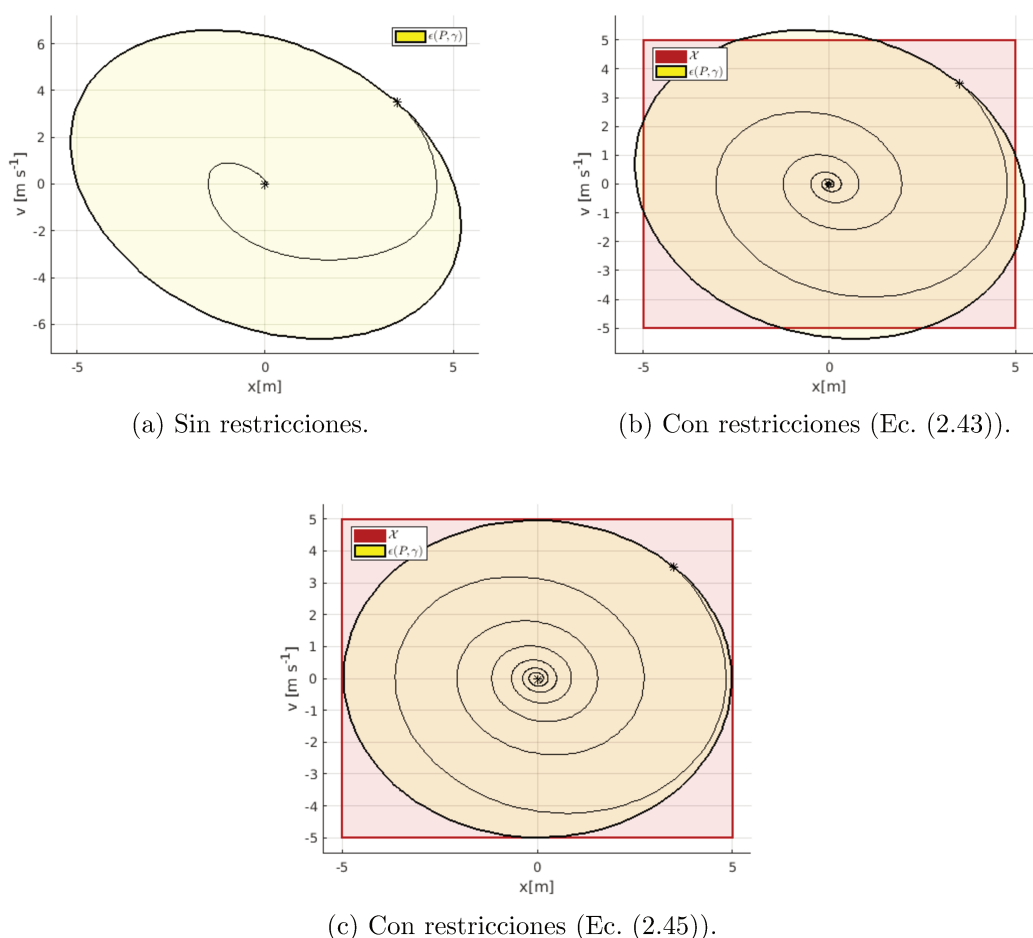 ϵ(P,γ)
6
4
2
0
-2
-4
-6
v [m s⁻¹]
-5
0
5
x[m]
(a) Sin restricciones.
𝒳
ϵ(P,γ)
5
4
3
2
1
0
-1
-2
-3
-4
-5
v [m s⁻¹]
-5
0
5
x[m]
(b) Con restricciones (Ec. (2.43)).
𝒳
ϵ(P,γ)
5
4
3
2
1
0
-1
-2
-3
-4
-5
v [m s⁻¹]
-5
0
5
x[m]
(c) Con restricciones (Ec. (2.45)).